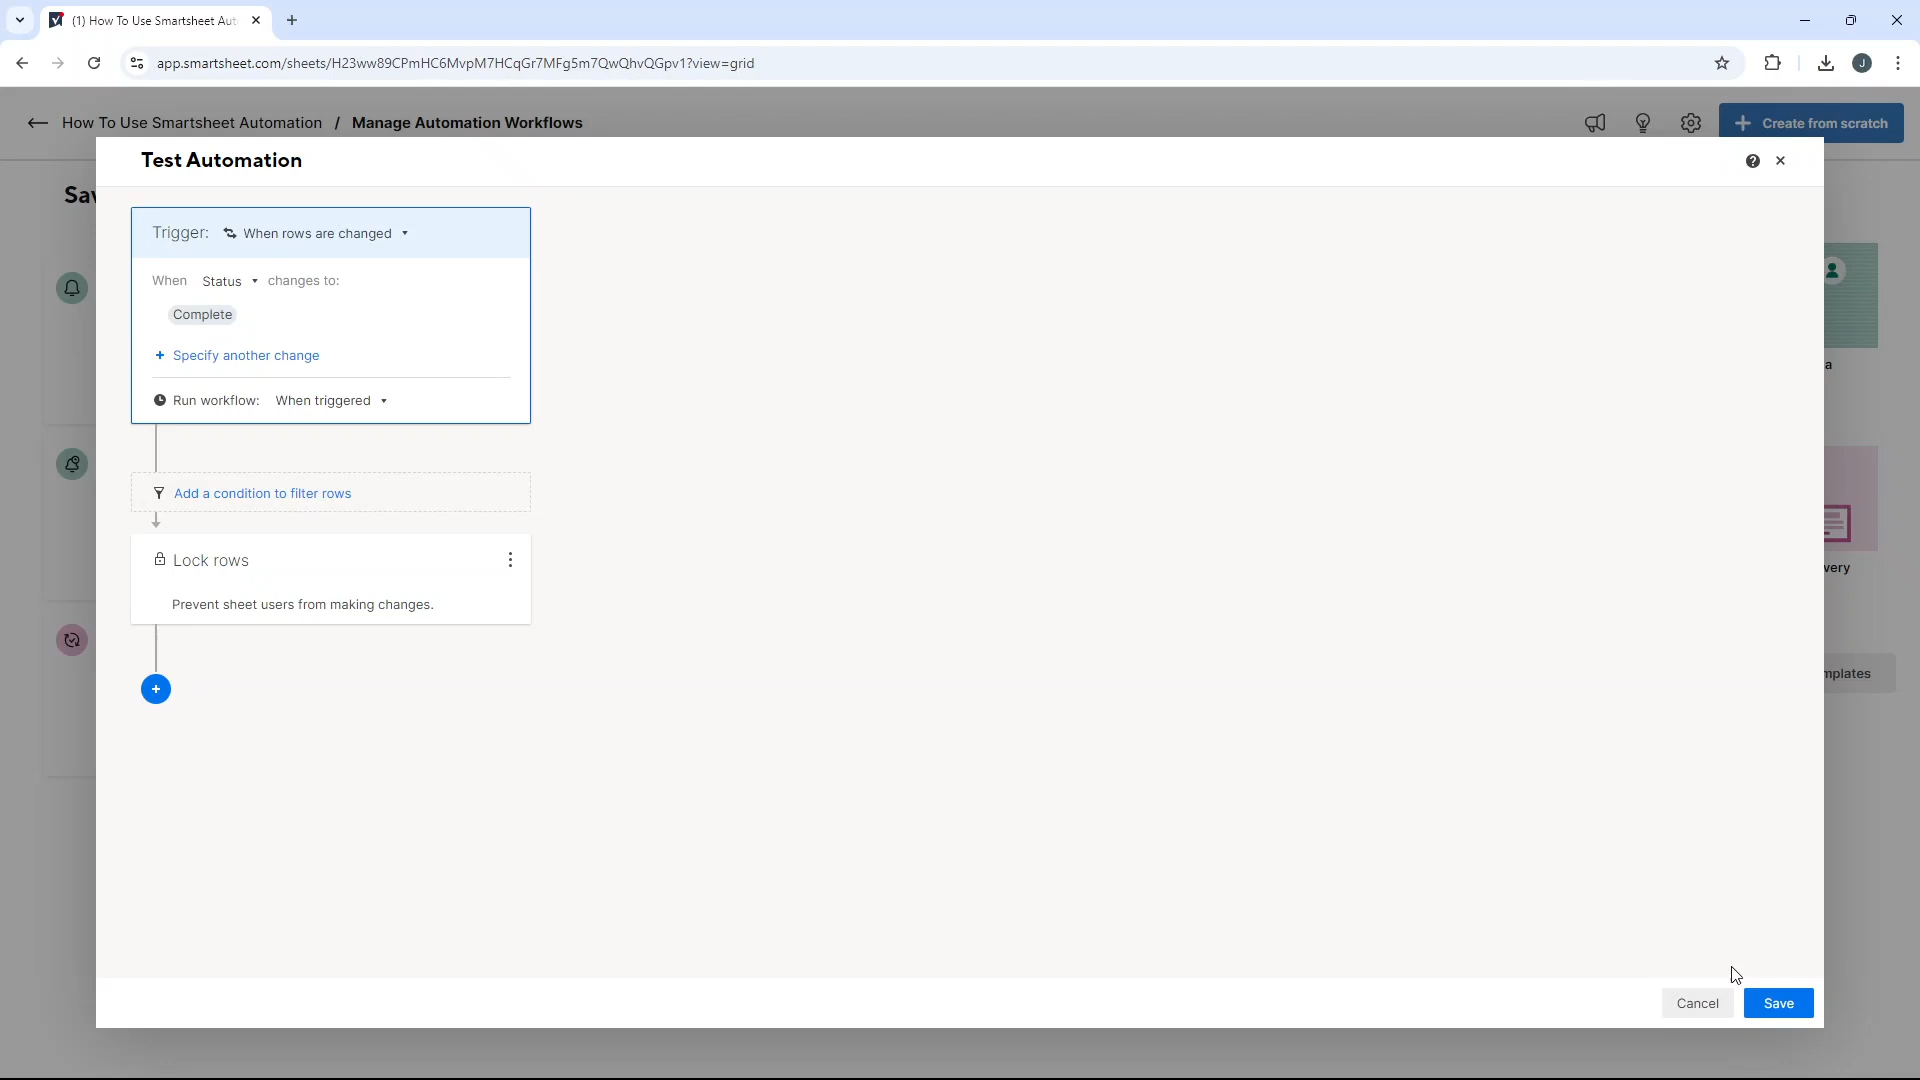 (1) How To Use Smartsheet Aut
app.smartsheet.com/sheets/H23ww89CPmHC6MvpM7HCqGr7MFg5m7QwQhvQGpv1?view=grid
J
How To Use Smartsheet Automation / Manage Automation Workflows
+ Create from scratch
Test Automation
Sav
Trigger: When rows are changed
When Status changes to:
Complete
+ Specify another change
a
Run workflow: When triggered
Add a condition to filter rows
Lock rows
very
Prevent sheet users from making changes.
mplates
Cancel
Save